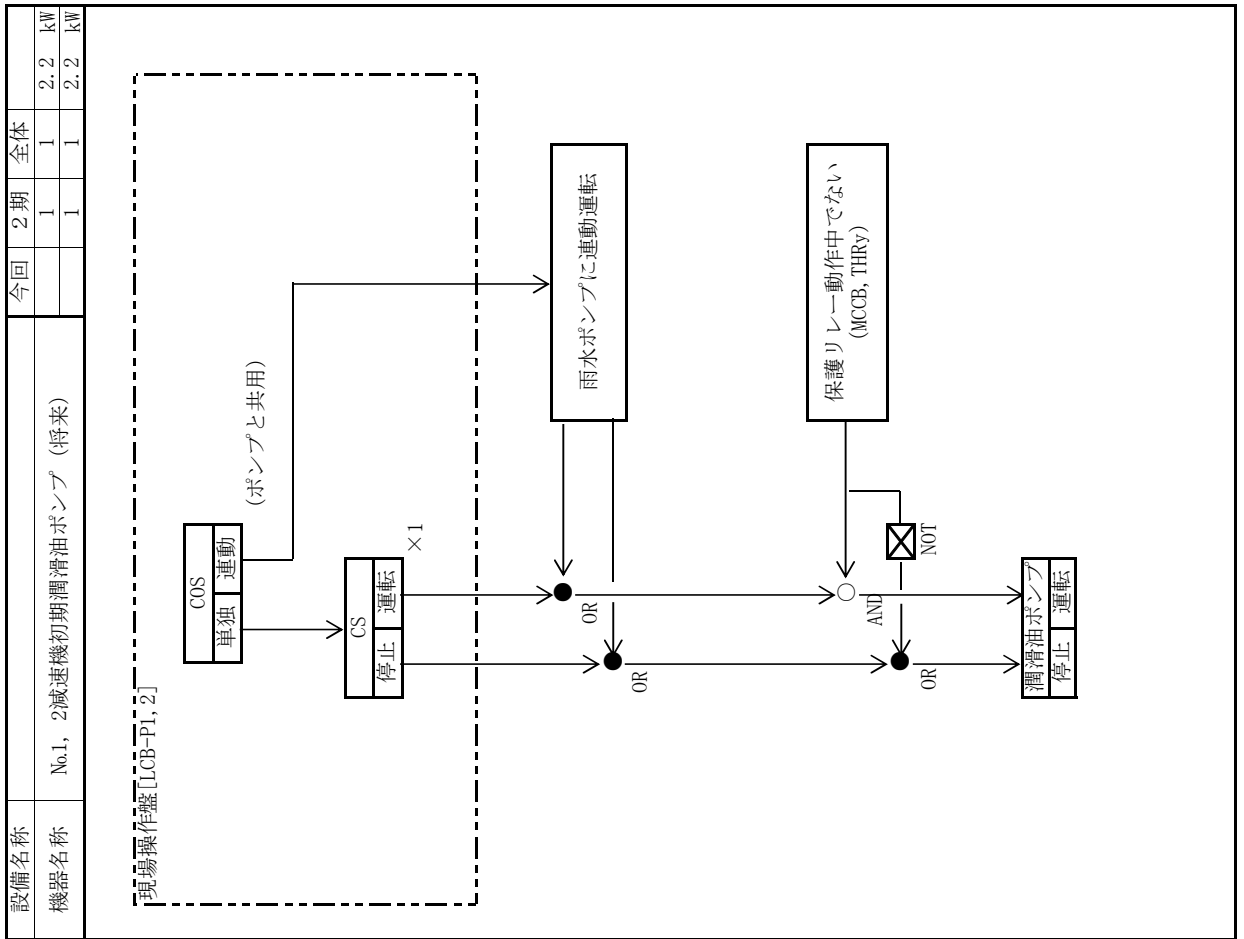 設備名称 今回 2期 全体
機器名称 No.1, 2減速機初期潤滑油ポンプ (将来) 1 1 2.2 kW
1 1 2.2 kW
現場操作盤[LCB-P1,2]
COS
単独 連動
(ポンプと共用)
CS
停止 運転
×1
雨水ポンプに連動運転
OR
OR
保護リレー動作中でない
(MCCB,THRy)
AND
NOT
OR
潤滑油ポンプ
停止 運転